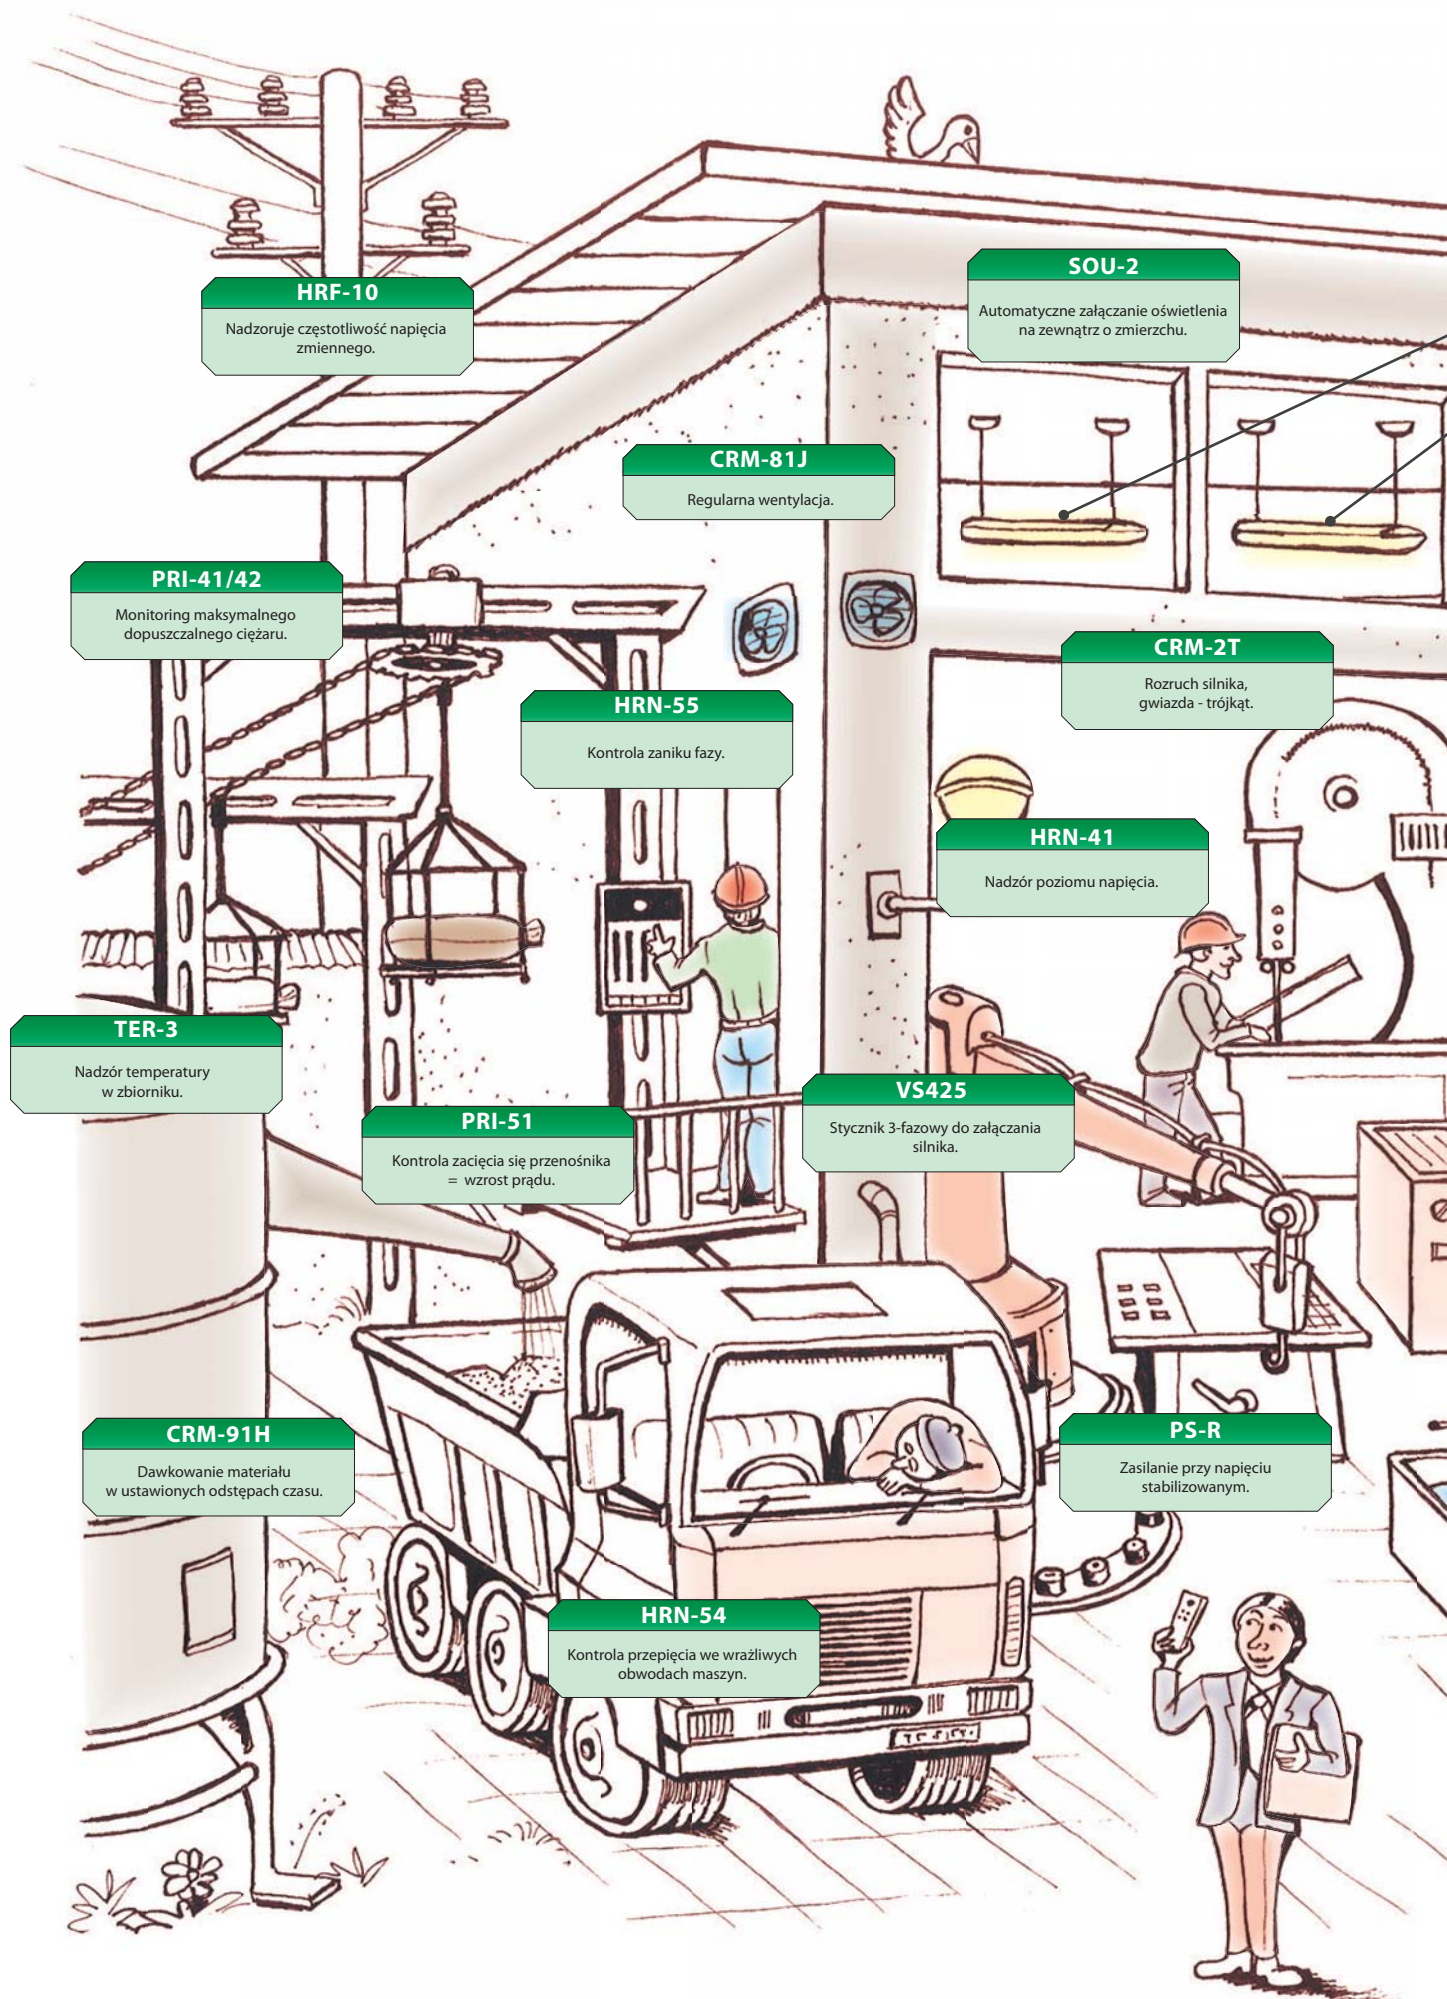 HRF-10
Nadzoruje częstotliwość napięcia
zmiennego.
SOU-2
Automatyczne załączanie oświetlenia
na zewnątrz o zmierzchu.
CRM-81J
Regularna wentylacja.
PRI-41/42
Monitoring maksymalnego
dopuszczalnego ciężaru.
CRM-2T
Rozruch silnika,
gwiazda - trójkąt.
HRN-55
Kontrola zaniku fazy.
HRN-41
Nadzór poziomu napięcia.
TER-3
Nadzór temperatury
w zbiorniku.
VS425
Stycznik 3-fazowy do załączania
silnika.
PRI-51
Kontrola zacięcia się przenośnika
= wzrost prądu.
CRM-91H
Dawkowanie materiału
w ustawionych odstępach czasu.
PS-R
Zasilanie przy napięciu
stabilizowanym.
HRN-54
Kontrola przepięcia we wrażliwych
obwodach maszyn.